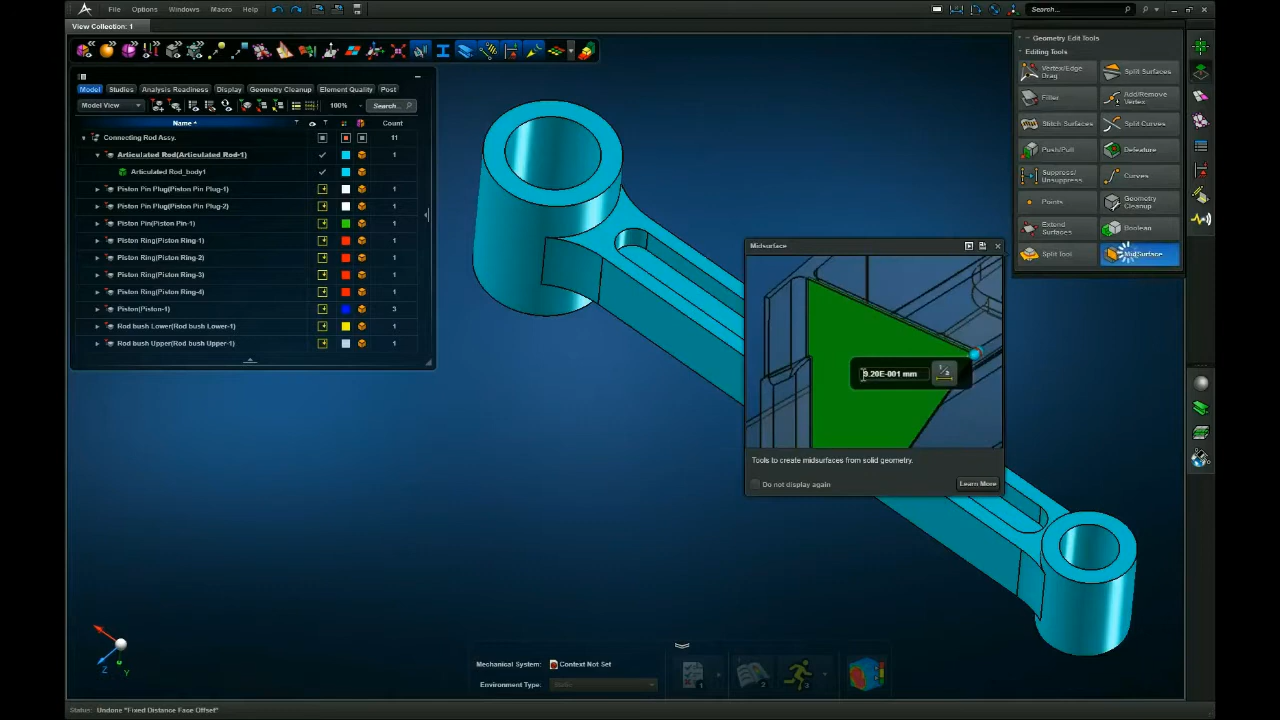 File Options Windows Macro Help
Search...
View Collection: 1
Geometry Edit Tools
Editing Tools
Vertex/Edge Drag
Split Surfaces
Filler
Add/Remove Vertex
Stitch Surfaces
Split Curves
Push/Pull
Defeature
Suppress/ Unsuppress
Curves
Points
Geometry Cleanup
Extend Surfaces
Boolean
Split Tool
MidSurface
Model Studies Analysis Readiness Display Geometry Cleanup Element Quality Post
Model View
100%
Search...
Name
Count
Connecting Rod Assy. 11
Articulated Rod(Articulated Rod-1) 1
Articulated Rod_body1
Piston Pin Plug(Piston Pin Plug-1) 1
Piston Pin Plug(Piston Pin Plug-2) 1
Piston Pin(Piston Pin-1) 1
Piston Ring(Piston Ring-1) 1
Piston Ring(Piston Ring-2) 1
Piston Ring(Piston Ring-3) 1
Piston Ring(Piston Ring-4) 1
Piston(Piston-1) 3
Rod bush Lower(Rod bush Lower-1) 1
Rod bush Upper(Rod bush Upper-1) 1
Midsurface
9.20E-001 mm
Tools to create midsurfaces from solid geometry.
Do not display again
Learn More
Z
Y
Mechanical System: Context Not Set
Environment Type: Static
1
2
3
Status: Undone "Fixed Distance Face Offset"